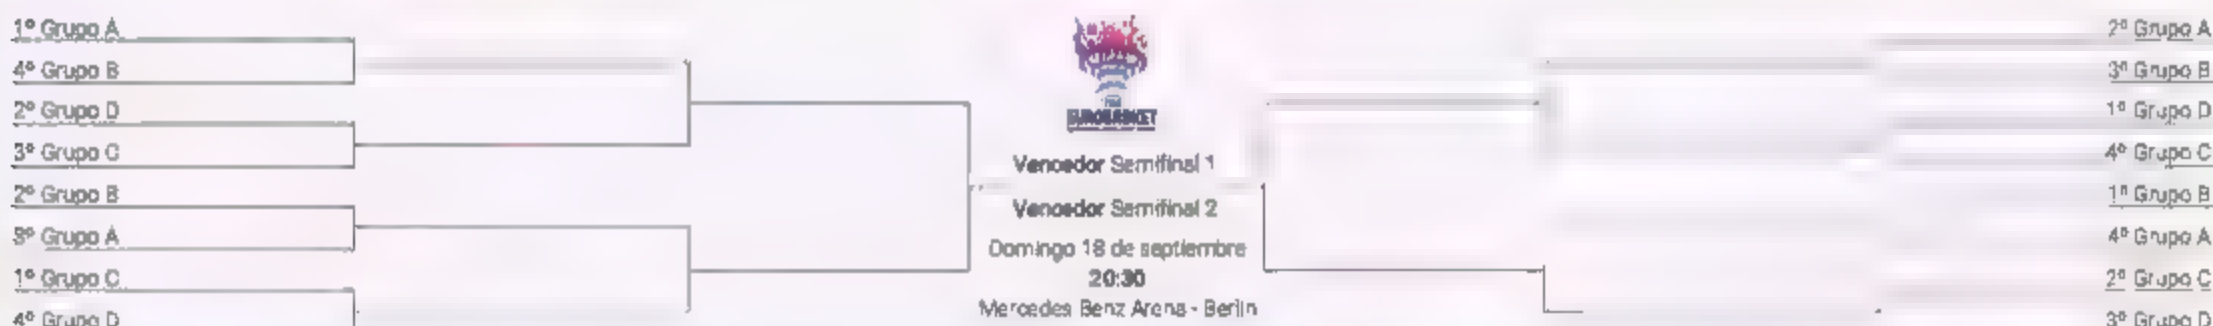 1º Grupo A
4º Grupo B
2º Grupo D
3º Grupo C
2º Grupo B
3º Grupo A
1º Grupo C
4º Grupo D
EUROBASKET
Vencedor Semifinal 1
Vencedor Semifinal 2
Domingo 18 de septiembre
20:30
Mercedes Benz Arena - Berlin
2º Grupo A
3º Grupo B
1º Grupo D
4º Grupo C
1º Grupo B
4º Grupo A
2º Grupo C
3º Grupo D